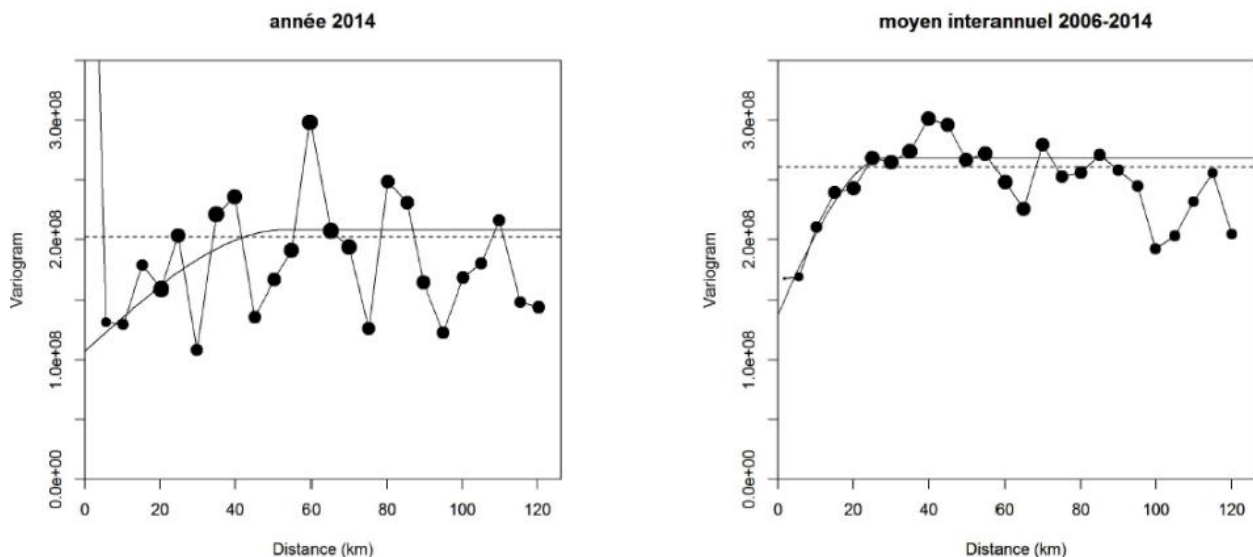 année 2014
Variogram
3.0e+08
2.0e+08
1.0e+08
0.0e+00
0 20 40 60 80 100 120
Distance (km)
moyen interannuel 2006-2014
Variogram
3.0e+08
2.0e+08
1.0e+08
0.0e+00
0 20 40 60 80 100 120
Distance (km)